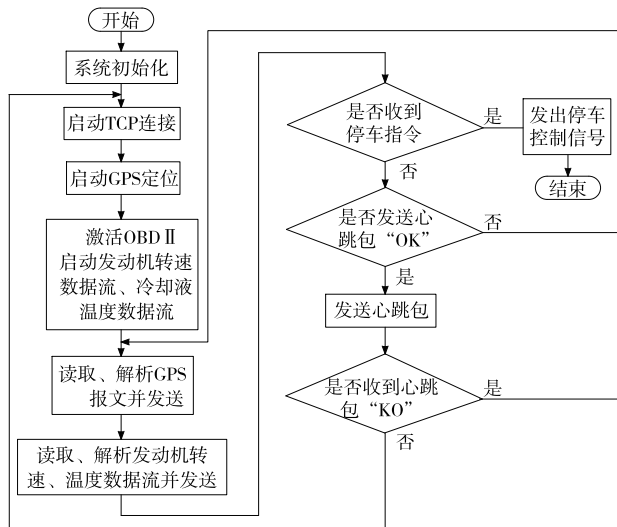 开始
系统初始化
启动TCP连接
启动GPS定位
激活OBDⅡ
启动发动机转速
数据流、冷却液
温度数据流
读取、解析GPS
报文并发送
读取、解析发动机转
速、温度数据流并发送
是否收到
停车指令
是
发出停车
控制信号
结束
否
是否发送心
跳包“OK”
否
是
发送心跳包
是否收到心跳
包“KO”
是
否